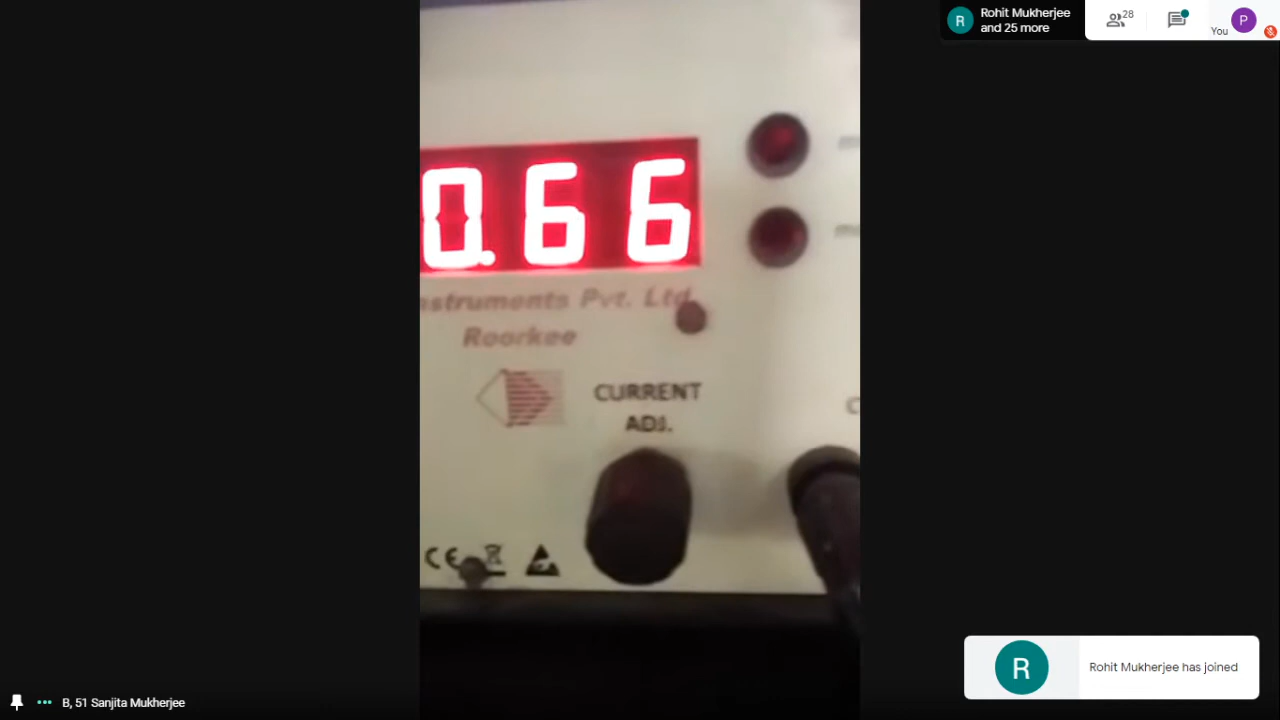 Rohit Mukherjee
and 25 more
28
You
P
R
0.66
nstruments Pvt. Ltd.
Roorkee
CURRENT
ADJ.
CE
R
Rohit Mukherjee has joined
B, 51 Sanjita Mukherjee